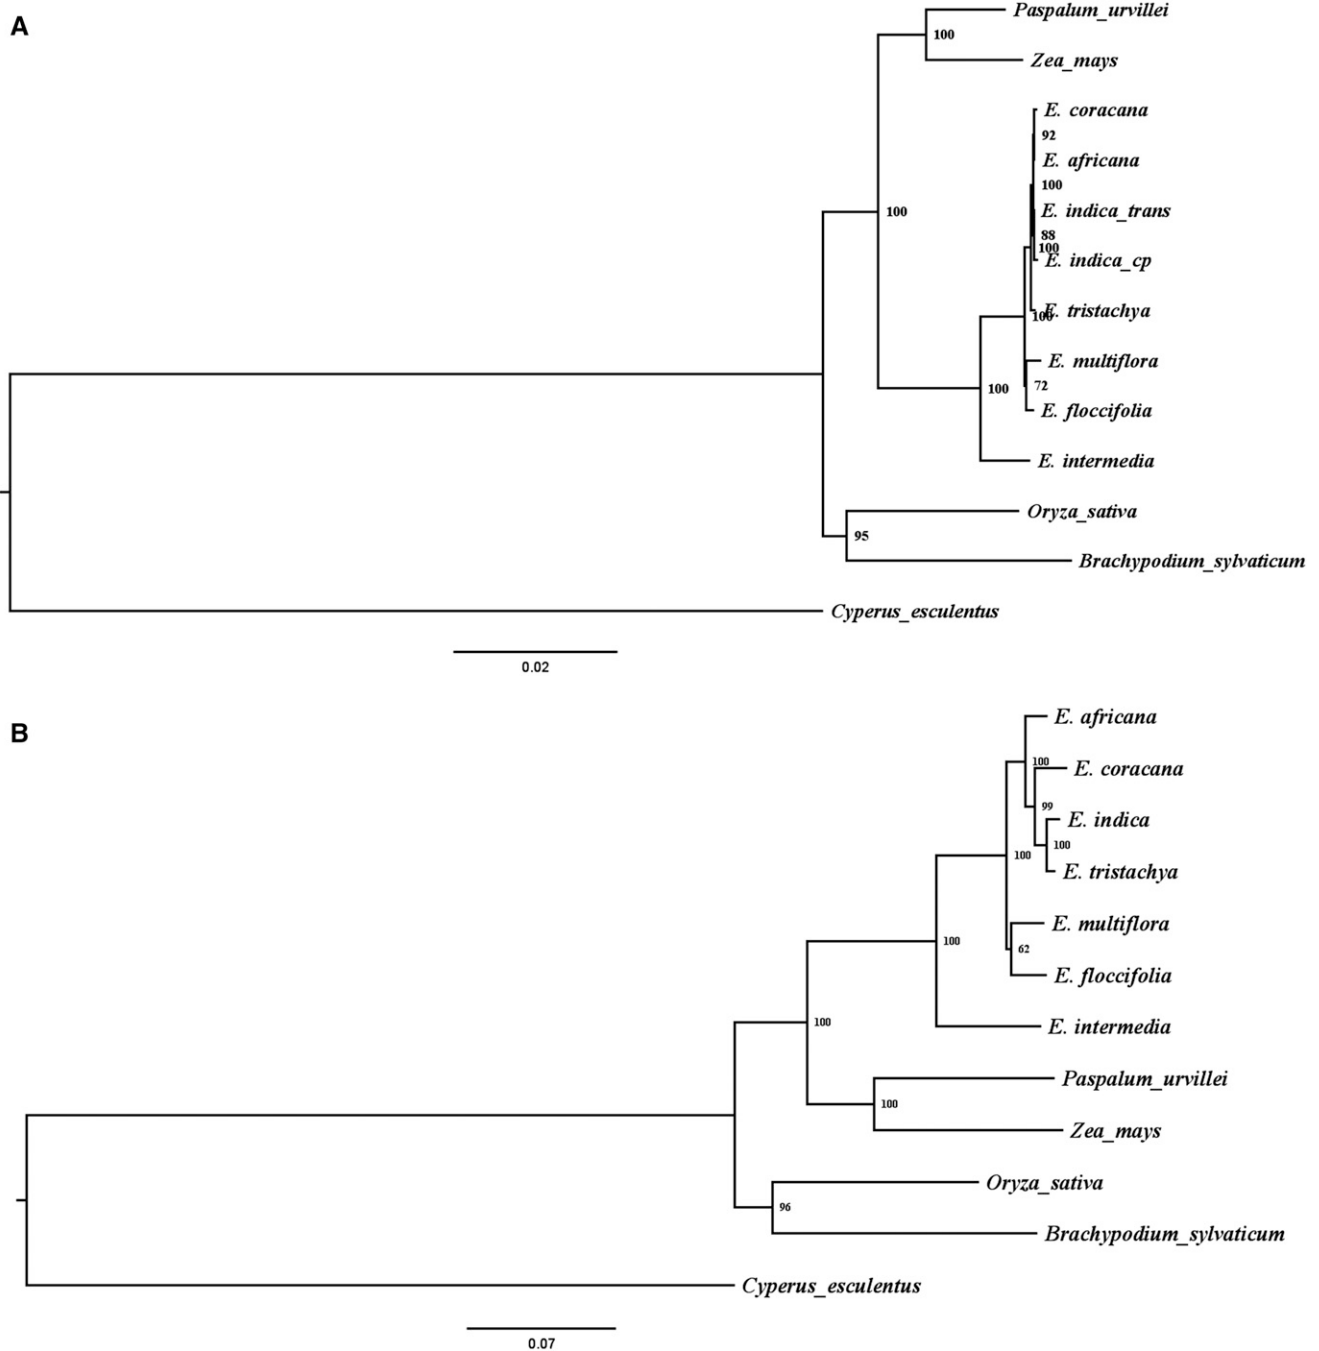 A
Paspalum_urvillei
100
Zea_mays
E. coracana
92
E. africana
100
100
E. indica_trans
88
100
E. indica_cp
E. tristachya
100
E. multiflora
100
72
E. floccifolia
E. intermedia
Oryza_sativa
95
Brachypodium_sylvaticum
Cyperus_esculentus
0.02
B
E. africana
100
E. coracana
99
E. indica
100
100
E. tristachya
E. multiflora
100
62
E. floccifolia
100
E. intermedia
Paspalum_urvillei
100
Zea_mays
Oryza_sativa
96
Brachypodium_sylvaticum
Cyperus_esculentus
0.07